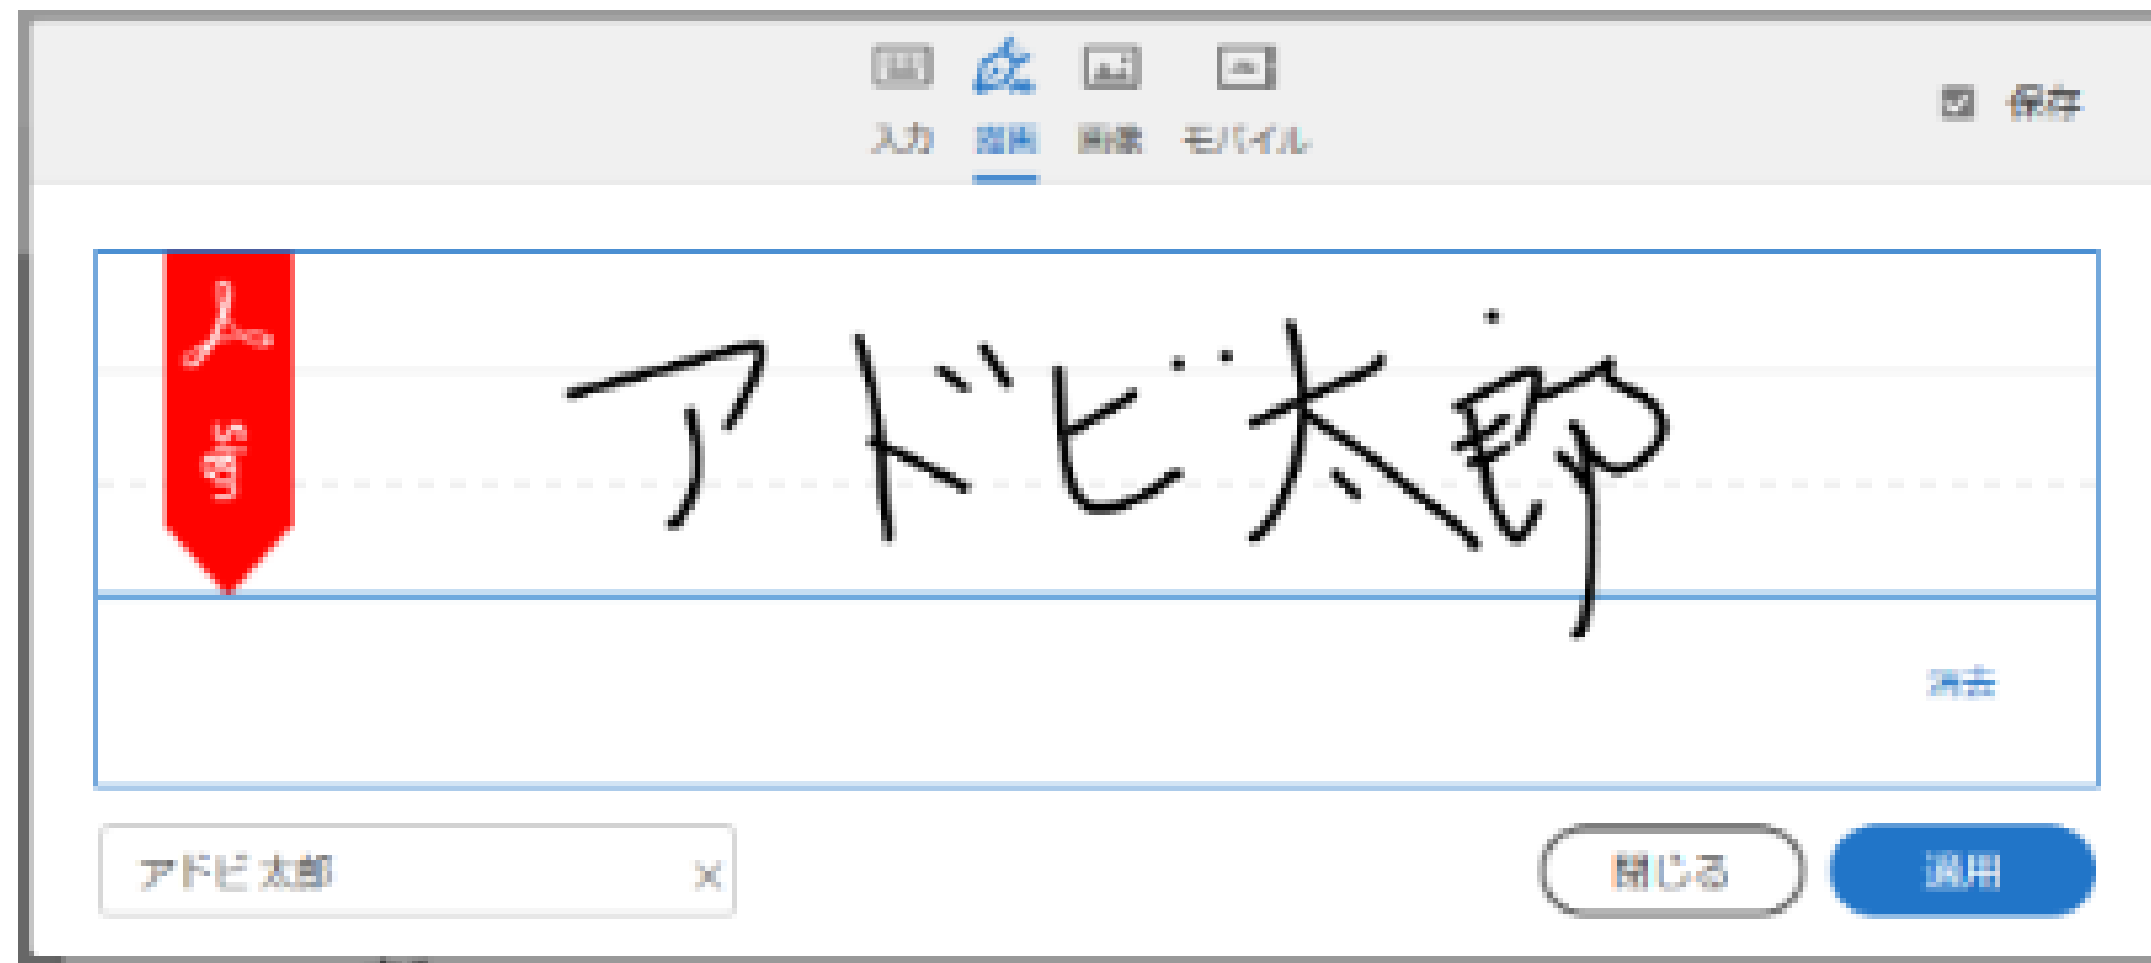 入力 描画 画像 モバイル
保存
Sign
アドビ太郎
消去
アドビ 太郎
閉じる 適用